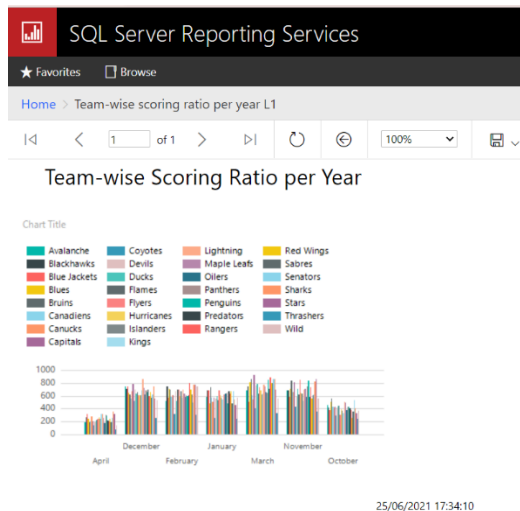 SQL Server Reporting Services
Favorites Browse
Home > Team-wise scoring ratio per year L1
1 of 1 100%
Team-wise Scoring Ratio per Year
Chart Title
Avalanche Coyotes Lightning Red Wings
Blackhawks Devils Maple Leafs Sabres
Blue Jackets Ducks Oilers Senators
Blues Flames Panthers Sharks
Bruins Flyers Penguins Stars
Canadiens Hurricanes Predators Thrashers
Canucks Islanders Rangers Wild
Capitals Kings
1000
800
600
400
200
0
December January November
April February March October
25/06/2021 17:34:10